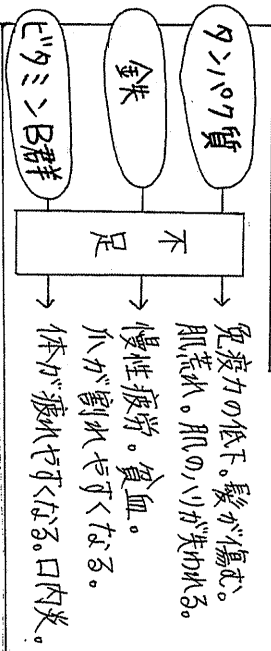 タンパク質
鉄
ビタミンB群
不足
免疫力の低下。髪が傷む。
肌荒れ。肌のハリが失われる。
慢性疲労。貧血。
爪が割れやすくなる。
体が疲れやすくなる。口内炎。